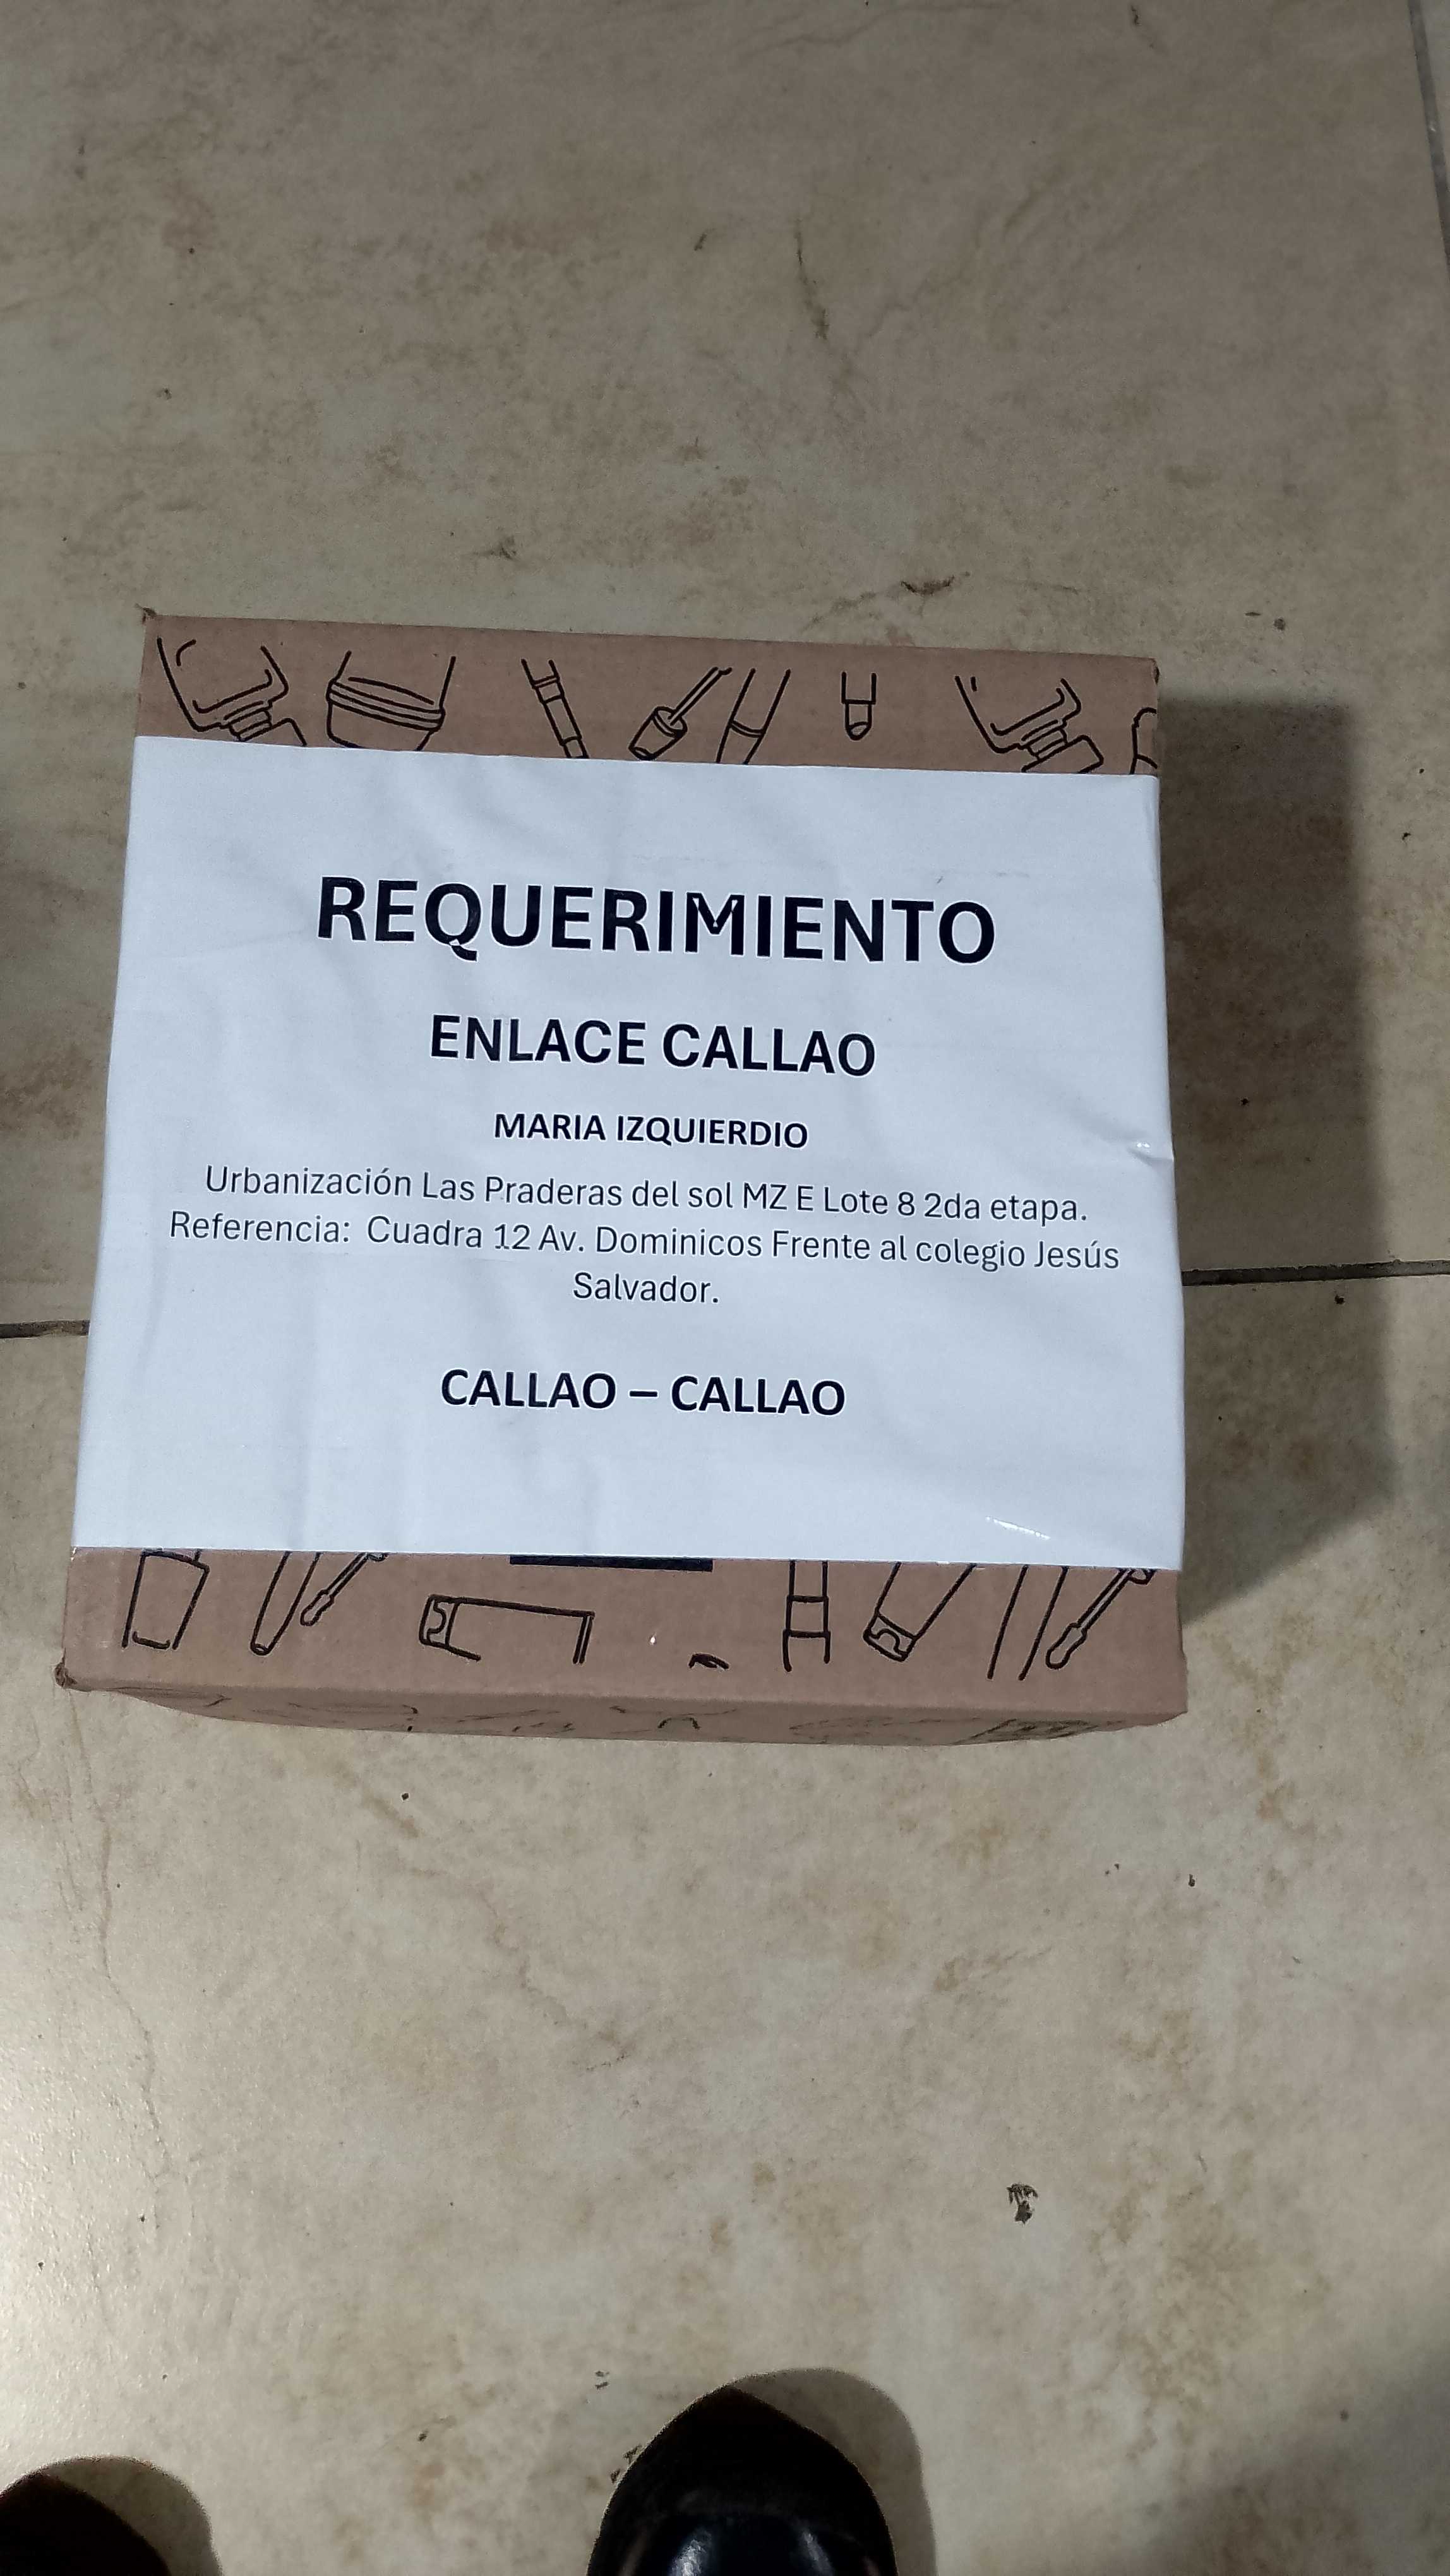 REQUERIMIENTO
ENLACE CALLAO
MARIA IZQUIERDIO
Urbanización Las Praderas del sol MZ E Lote 8 2da etapa.
Referencia: Cuadra 12 Av. Dominicos Frente al colegio Jesús
Salvador.
CALLAO – CALLAO